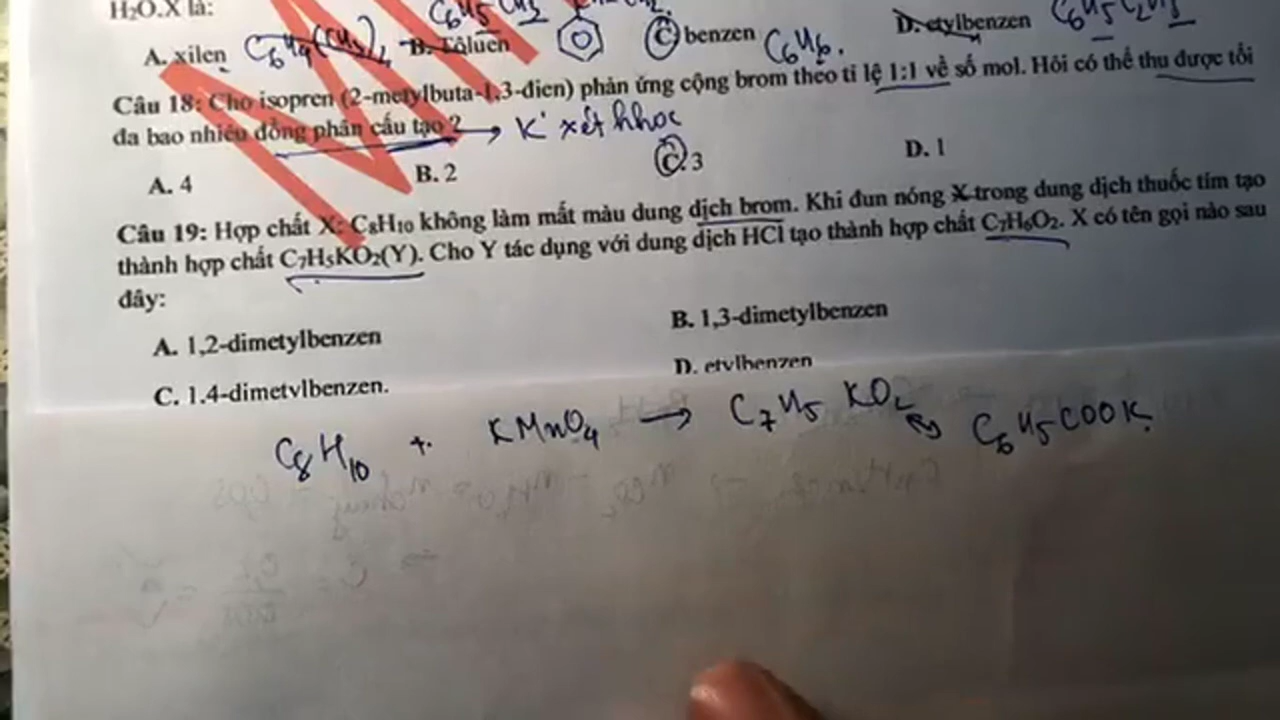 H₂O.X là:
C₆H₅CH₃
A. xilen C₆H₄(CH₃)₂ B. Toluen C benzen C₆H₆. D. etylbenzen C₆H₅C₂H₅
Câu 18: Cho isopren (2-metylbuta-1,3-dien) phản ứng cộng brom theo tỉ lệ 1:1 về số mol. Hỏi có thể thu được tối
đa bao nhiêu đồng phân cấu tạo ? → K° xét hhọc
A. 4 B. 2 C. 3 D. 1
Câu 19: Hợp chất X: C₈H₁₀ không làm mất màu dung dịch brom. Khi đun nóng X trong dung dịch thuốc tím tạo
thành hợp chất C₇H₅KO₂(Y). Cho Y tác dụng với dung dịch HCl tạo thành hợp chất C₇H₆O₂. X có tên gọi nào sau
đây:
A. 1,2-dimetylbenzen B. 1,3-dimetylbenzen
C. 1.4-dimetylbenzen. D. etylbenzen
C₈H₁₀ + KMnO₄ → C₇H₅KO₂ C₆H₅COOK